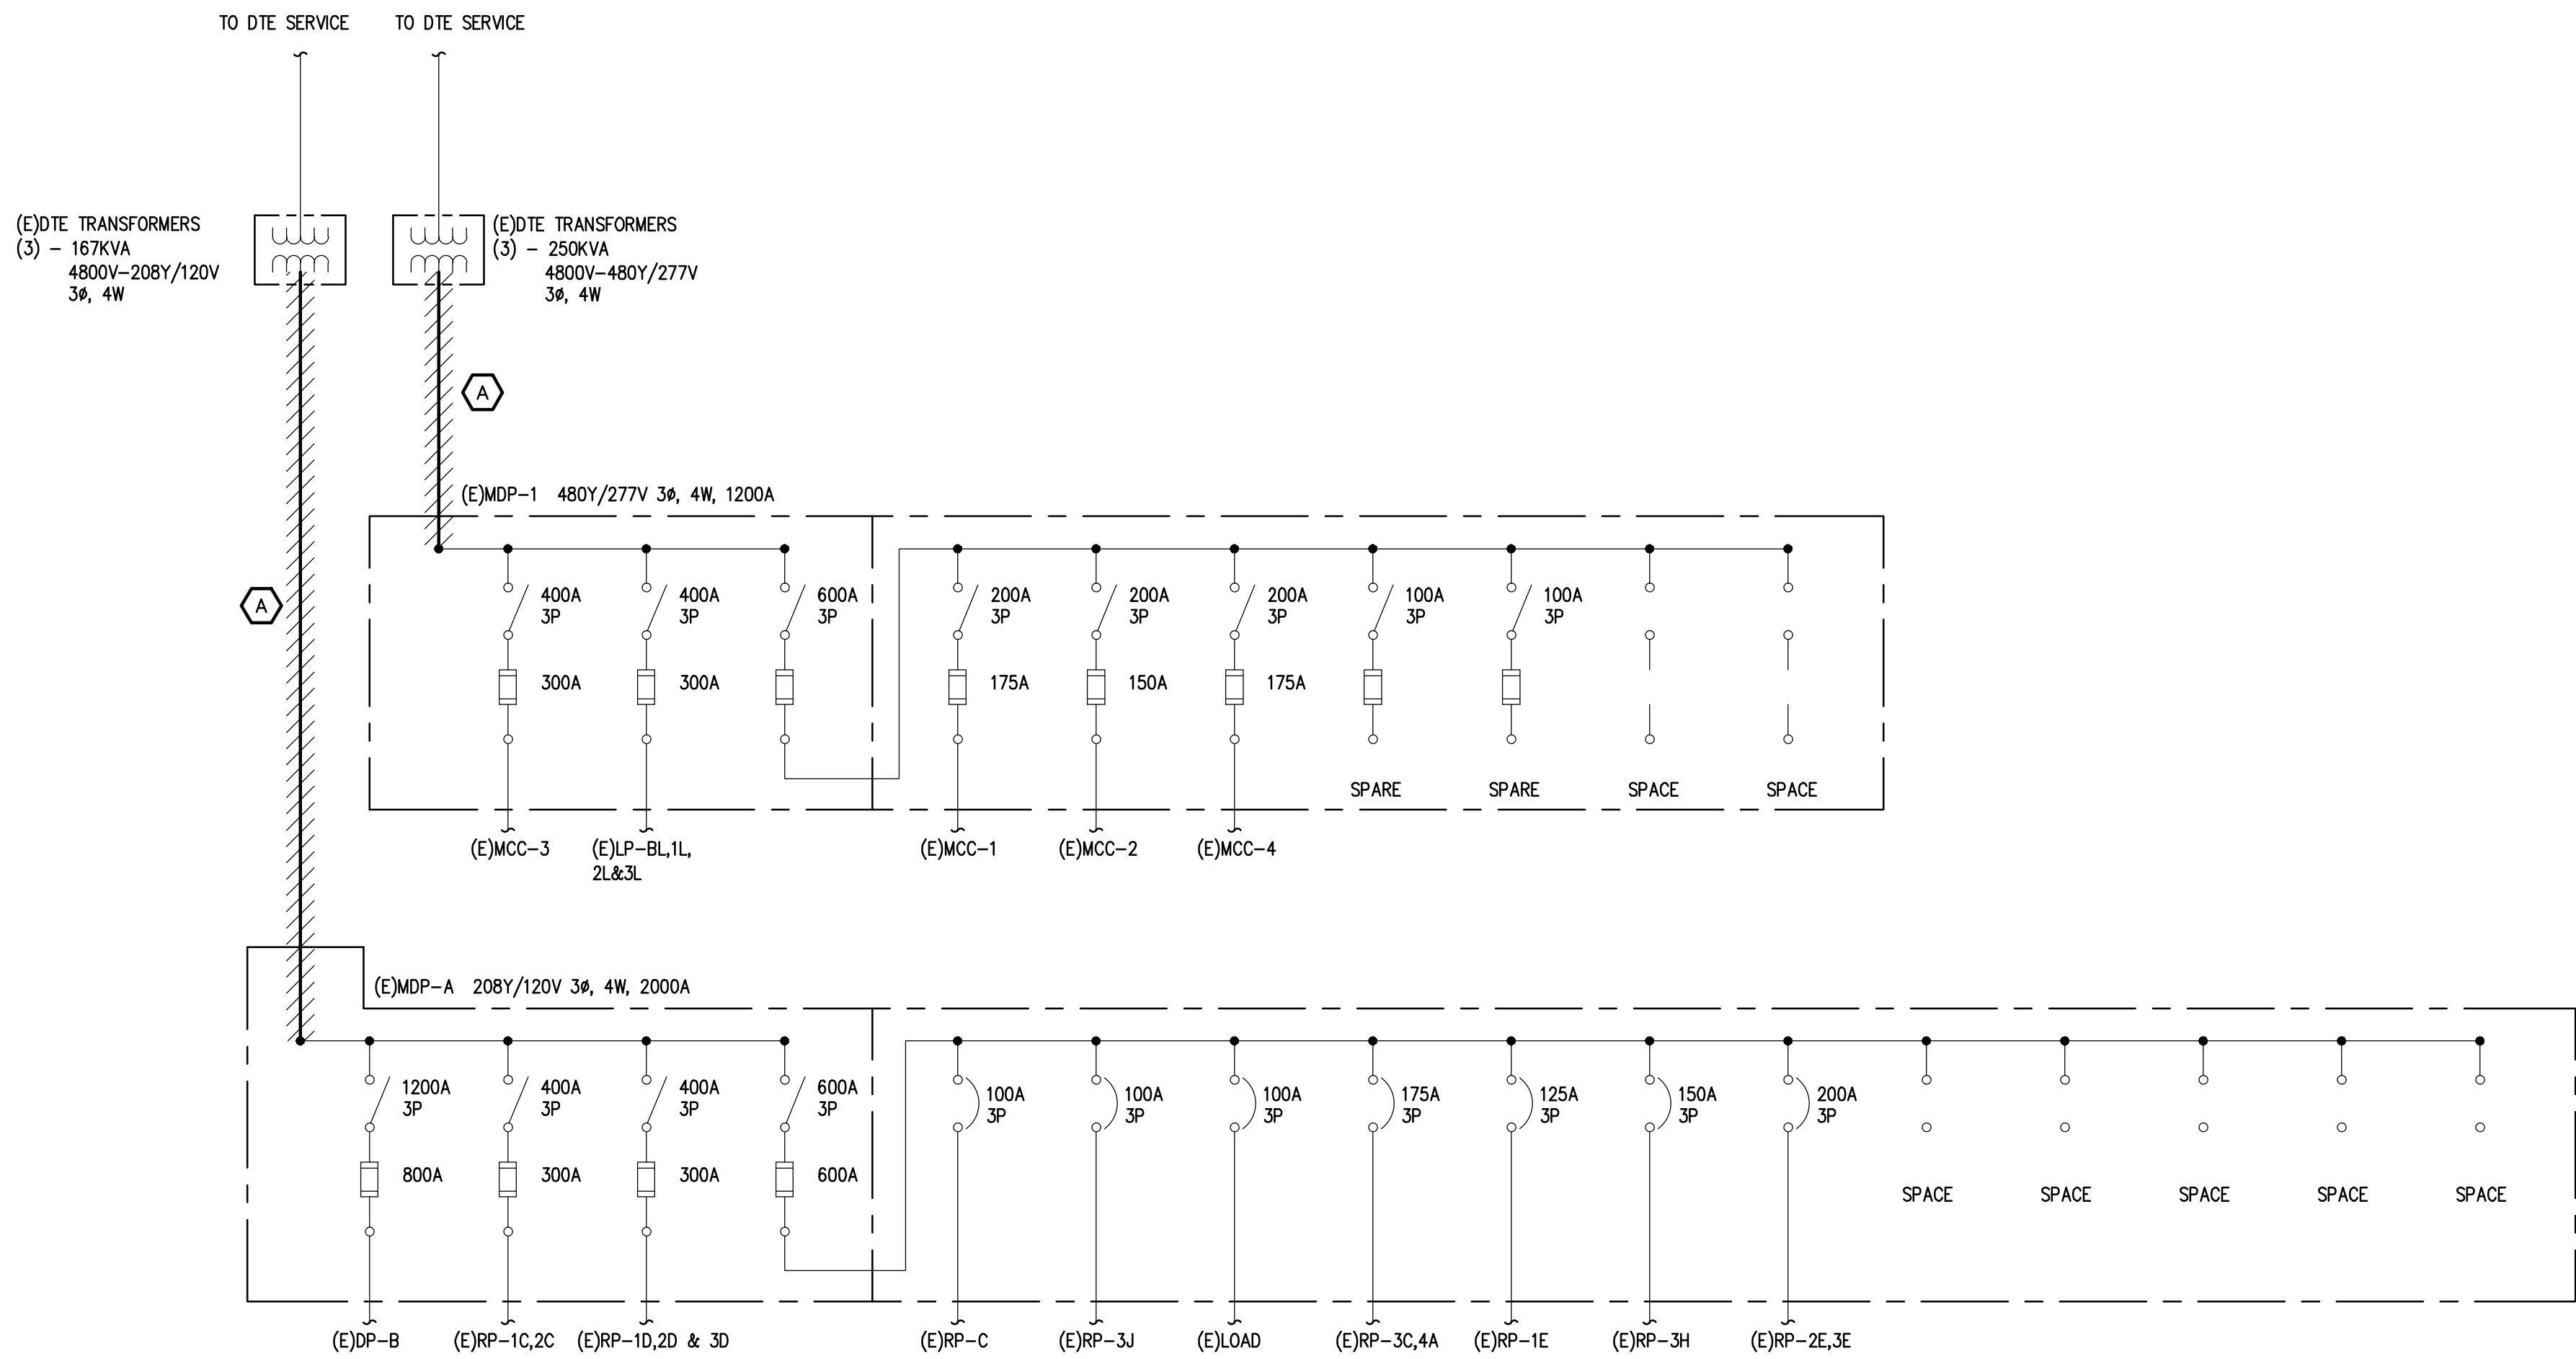 TO DTE SERVICE
TO DTE SERVICE
(E)DTE TRANSFORMERS
(3) - 167KVA
4800V-208Y/120V
3ø, 4W
(E)DTE TRANSFORMERS
(3) - 250KVA
4800V-480Y/277V
3ø, 4W
A
(E)MDP-1 480Y/277V 3ø, 4W, 1200A
400A
3P
400A
3P
600A
3P
200A
3P
200A
3P
200A
3P
100A
3P
100A
3P
A
300A
300A
175A
150A
175A
SPARE
SPARE
SPACE
SPACE
(E)MCC-3
(E)LP-BL,1L,
2L&3L
(E)MCC-1
(E)MCC-2
(E)MCC-4
(E)MDP-A 208Y/120V 3ø, 4W, 2000A
1200A
3P
400A
3P
400A
3P
600A
3P
100A
3P
100A
3P
100A
3P
175A
3P
125A
3P
150A
3P
200A
3P
800A
300A
300A
600A
SPACE
SPACE
SPACE
SPACE
SPACE
(E)DP-B
(E)RP-1C,2C
(E)RP-1D,2D & 3D
(E)RP-C
(E)RP-3J
(E)LOAD
(E)RP-3C,4A
(E)RP-1E
(E)RP-3H
(E)RP-2E,3E